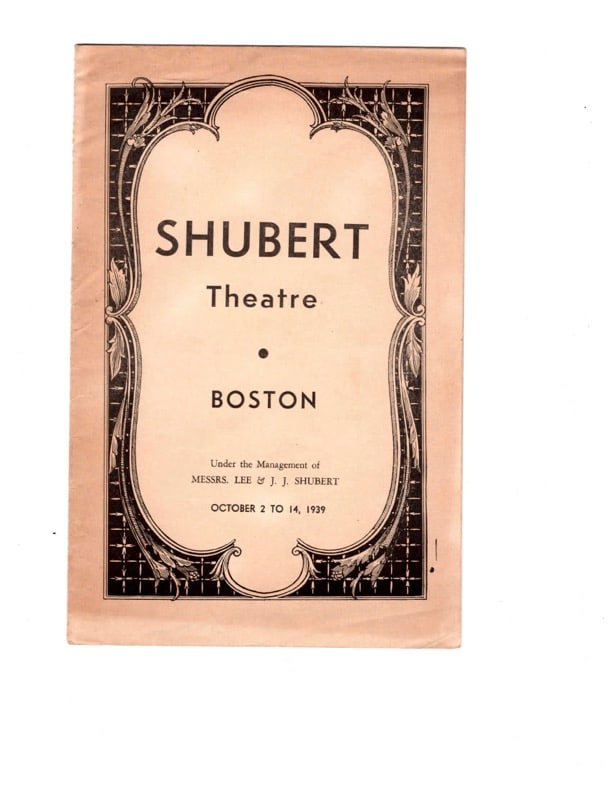 SHUBERT
Theatre
•
BOSTON
Under the Management of
MESSRS. LEE & J. J. SHUBERT
OCTOBER 2 TO 14, 1939